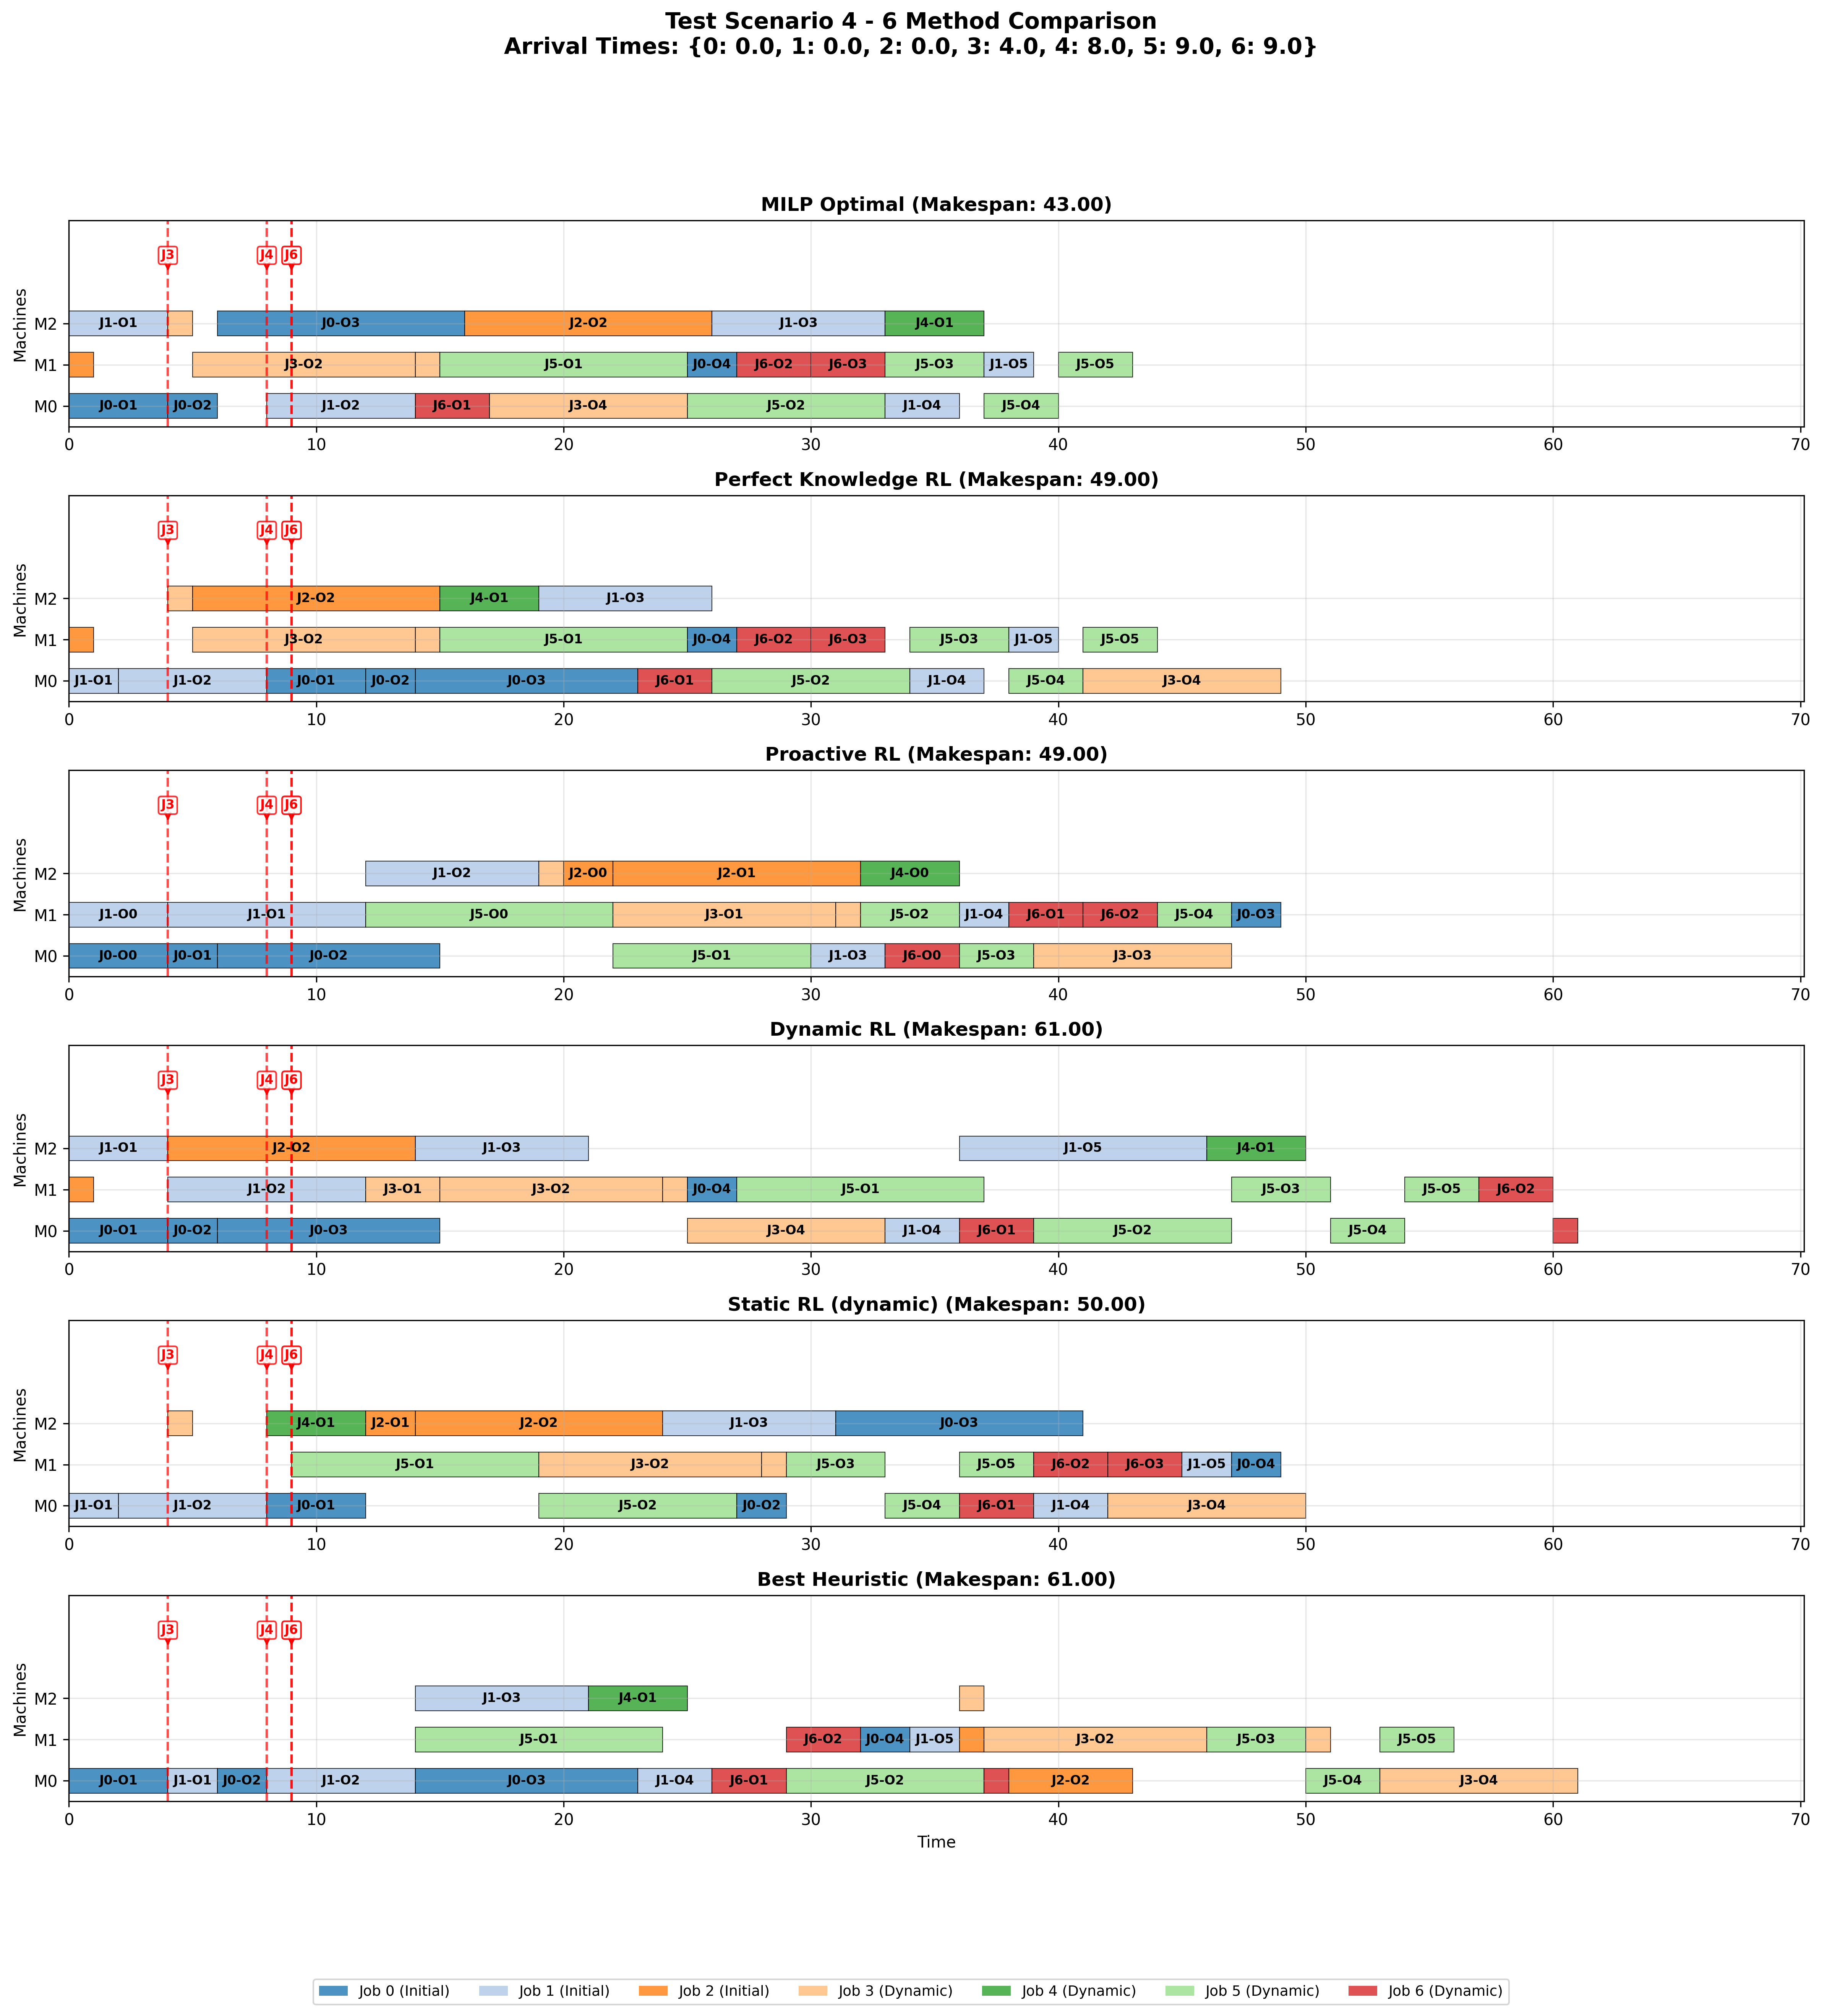 Test Scenario 4 - 6 Method Comparison
Arrival Times: {0: 0.0, 1: 0.0, 2: 0.0, 3: 4.0, 4: 8.0, 5: 9.0, 6: 9.0}
MILP Optimal (Makespan: 43.00)
J3 J4 J6
Machines
M2 J1-O1 J0-O3 J2-O2 J1-O3 J4-O1
M1 J3-O2 J5-O1 J0-O4 J6-O2 J6-O3 J5-O3 J1-O5 J5-O5
M0 J0-O1 J0-O2 J1-O2 J6-O1 J3-O4 J5-O2 J1-O4 J5-O4
0 10 20 30 40 50 60 70
Perfect Knowledge RL (Makespan: 49.00)
J3 J4 J6
Machines
M2 J2-O2 J4-O1 J1-O3
M1 J3-O2 J5-O1 J0-O4 J6-O2 J6-O3 J5-O3 J1-O5 J5-O5
M0 J1-O1 J1-O2 J0-O1 J0-O2 J0-O3 J6-O1 J5-O2 J1-O4 J5-O4 J3-O4
0 10 20 30 40 50 60 70
Proactive RL (Makespan: 49.00)
J3 J4 J6
Machines
M2 J1-O2 J2-O0 J2-O1 J4-O0
M1 J1-O0 J1-O1 J5-O0 J3-O1 J5-O2 J1-O4 J6-O1 J6-O2 J5-O4 J0-O3
M0 J0-O0 J0-O1 J0-O2 J5-O1 J1-O3 J6-O0 J5-O3 J3-O3
0 10 20 30 40 50 60 70
Dynamic RL (Makespan: 61.00)
J3 J4 J6
Machines
M2 J1-O1 J2-O2 J1-O3 J1-O5 J4-O1
M1 J1-O2 J3-O1 J3-O2 J0-O4 J5-O1 J5-O3 J5-O5 J6-O2
M0 J0-O1 J0-O2 J0-O3 J3-O4 J1-O4 J6-O1 J5-O2 J5-O4
0 10 20 30 40 50 60 70
Static RL (dynamic) (Makespan: 50.00)
J3 J4 J6
Machines
M2 J4-O1 J2-O1 J2-O2 J1-O3 J0-O3
M1 J5-O1 J3-O2 J5-O3 J5-O5 J6-O2 J6-O3 J1-O5 J0-O4
M0 J1-O1 J1-O2 J0-O1 J5-O2 J0-O2 J5-O4 J6-O1 J1-O4 J3-O4
0 10 20 30 40 50 60 70
Best Heuristic (Makespan: 61.00)
J3 J4 J6
Machines
M2 J1-O3 J4-O1
M1 J5-O1 J6-O2 J0-O4 J1-O5 J3-O2 J5-O3 J5-O5
M0 J0-O1 J1-O1 J0-O2 J1-O2 J0-O3 J1-O4 J6-O1 J5-O2 J2-O2 J5-O4 J3-O4
0 10 20 30 40 50 60 70
Time
Job 0 (Initial) Job 1 (Initial) Job 2 (Initial) Job 3 (Dynamic) Job 4 (Dynamic) Job 5 (Dynamic) Job 6 (Dynamic)